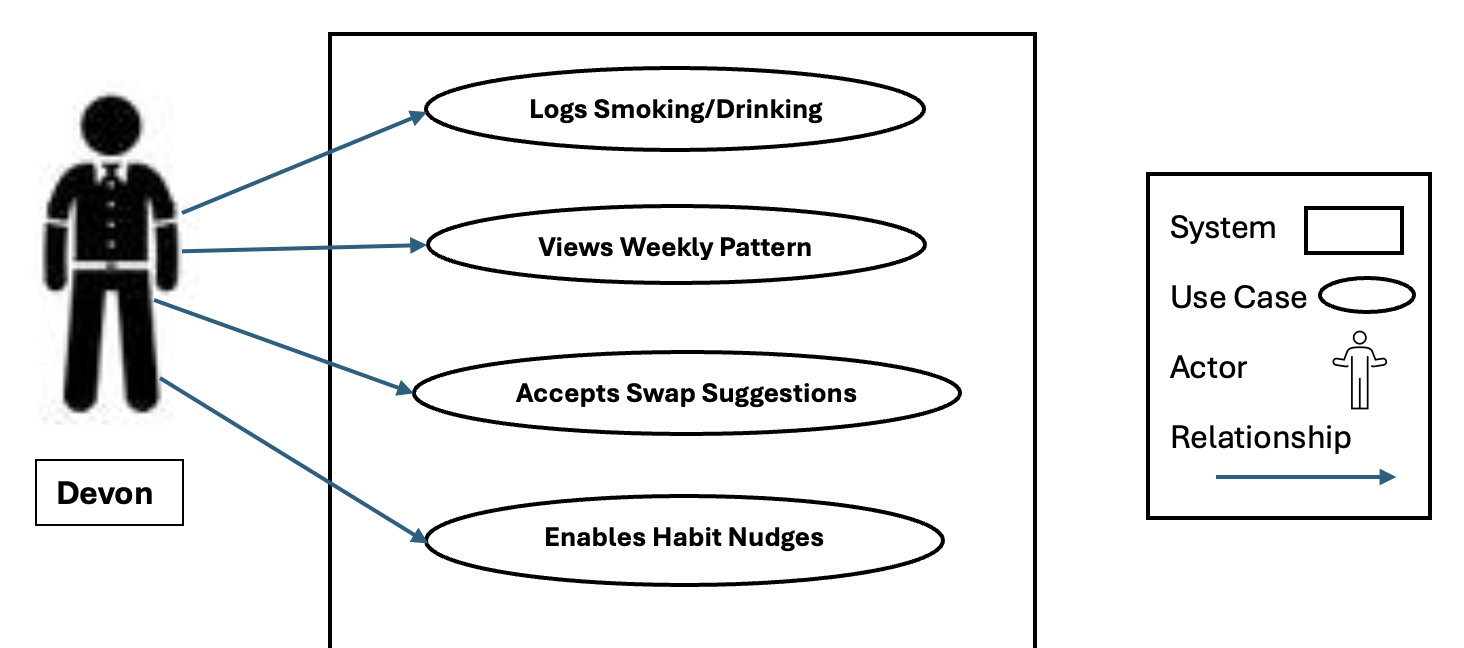 Logs Smoking/Drinking
Views Weekly Pattern
Accepts Swap Suggestions
Enables Habit Nudges
Devon
System
Use Case
Actor
Relationship